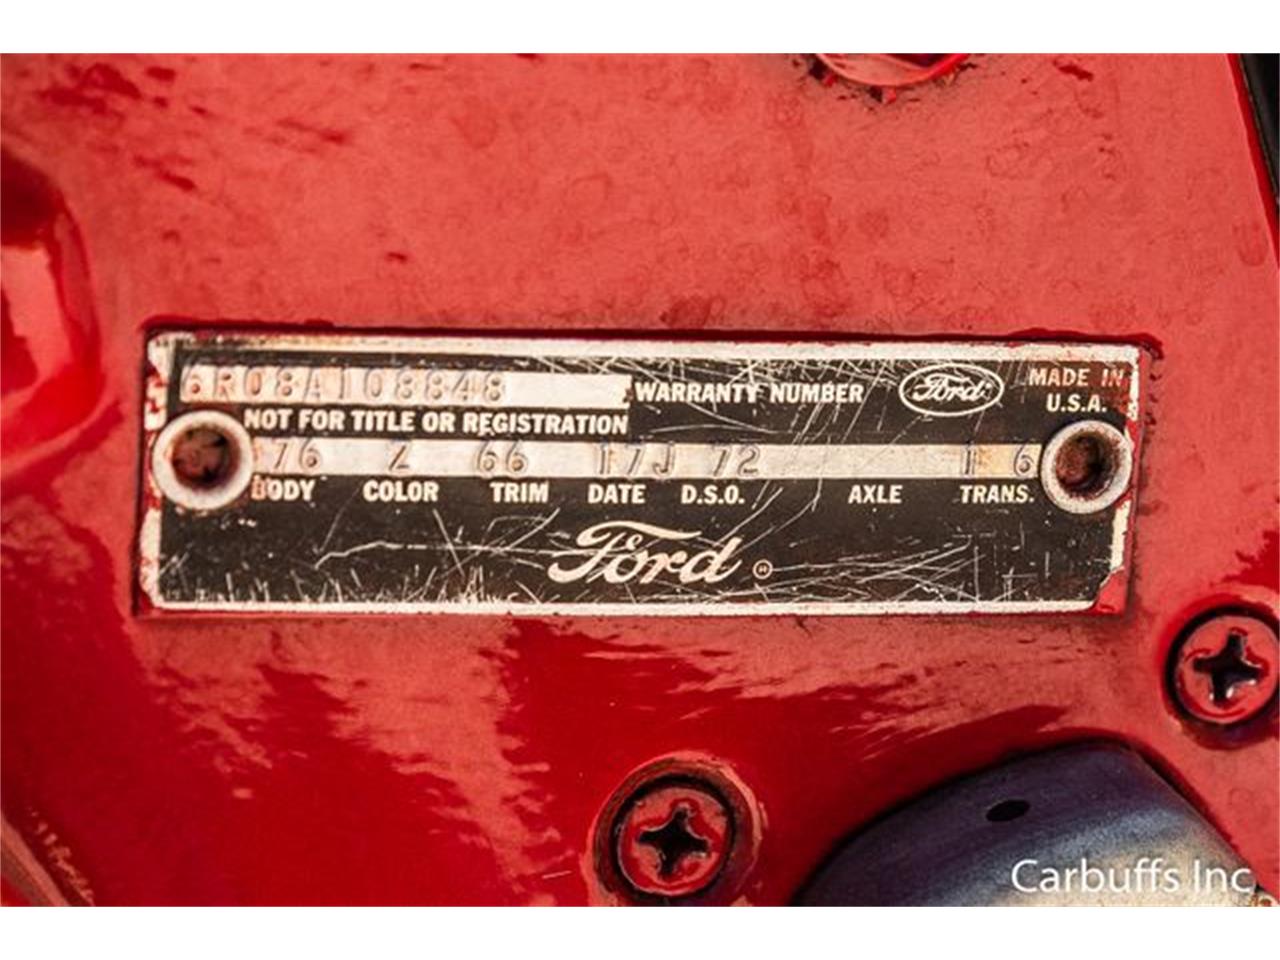 6R08A108848 WARRANTY NUMBER Ford MADE IN
U.S.A.
NOT FOR TITLE OR REGISTRATION
76 Z 66 17J 72 1 6
BODY COLOR TRIM DATE D.S.O. AXLE TRANS.
Ford ®
Carbuffs Inc